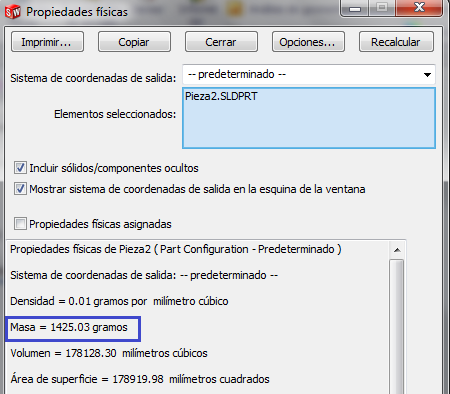 Propiedades físicas
Imprimir...
Copiar
Cerrar
Opciones...
Recalcular
Sistema de coordenadas de salida:
-- predeterminado --
Elementos seleccionados:
Pieza2.SLDPRT
Incluir sólidos/componentes ocultos
Mostrar sistema de coordenadas de salida en la esquina de la ventana
Propiedades físicas asignadas
Propiedades físicas de Pieza2 ( Part Configuration - Predeterminado )
Sistema de coordenadas de salida: -- predeterminado --
Densidad = 0.01 gramos por milímetro cúbico
Masa = 1425.03 gramos
Volumen = 178128.30 milímetros cúbicos
Área de superficie = 178919.98 milímetros cuadrados